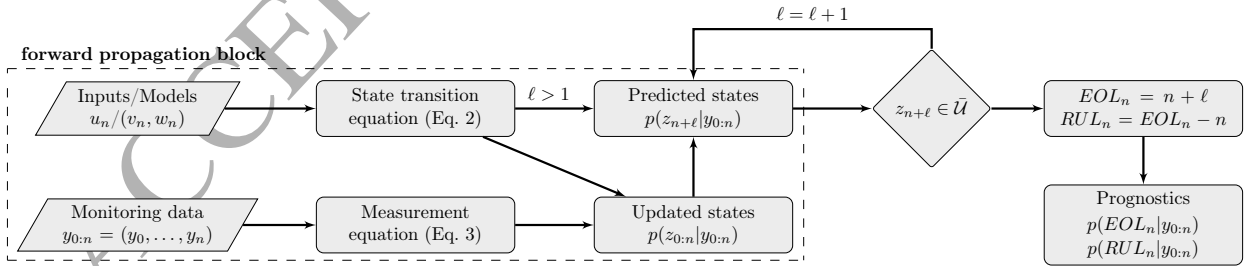 ℓ = ℓ + 1
forward propagation block
Inputs/Models
u_n/(v_n, w_n)
State transition
equation (Eq. 2)
ℓ > 1
Predicted states
p(z_{n+ℓ}|y_{0:n})
z_{n+ℓ} ∈ \bar{𝒰}
EOL_n = n + ℓ
RUL_n = EOL_n − n
Monitoring data
y_{0:n} = (y_0, . . . , y_n)
Measurement
equation (Eq. 3)
Updated states
p(z_{0:n}|y_{0:n})
Prognostics
p(EOL_n|y_{0:n})
p(RUL_n|y_{0:n})